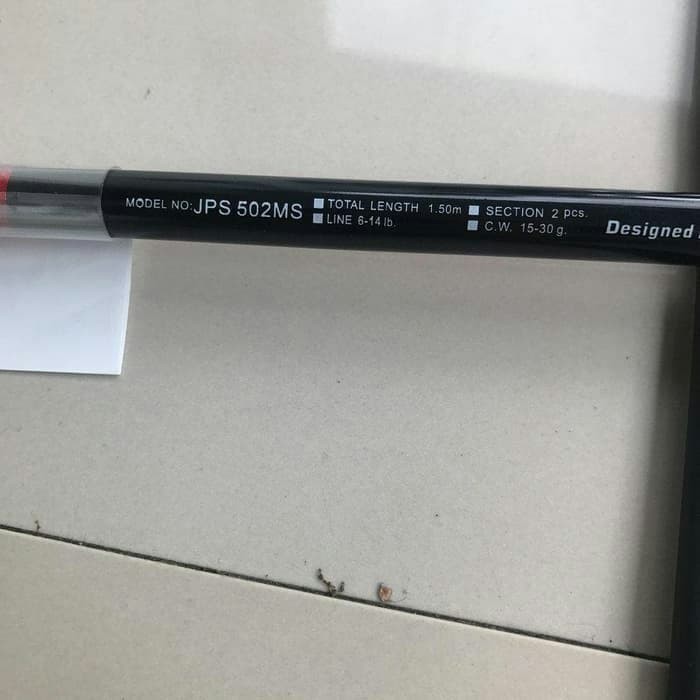 MODEL NO: JPS 502MS
TOTAL LENGTH 1.50m
LINE 6-14 lb.
SECTION 2 pcs.
C.W. 15-30 g.
Designed